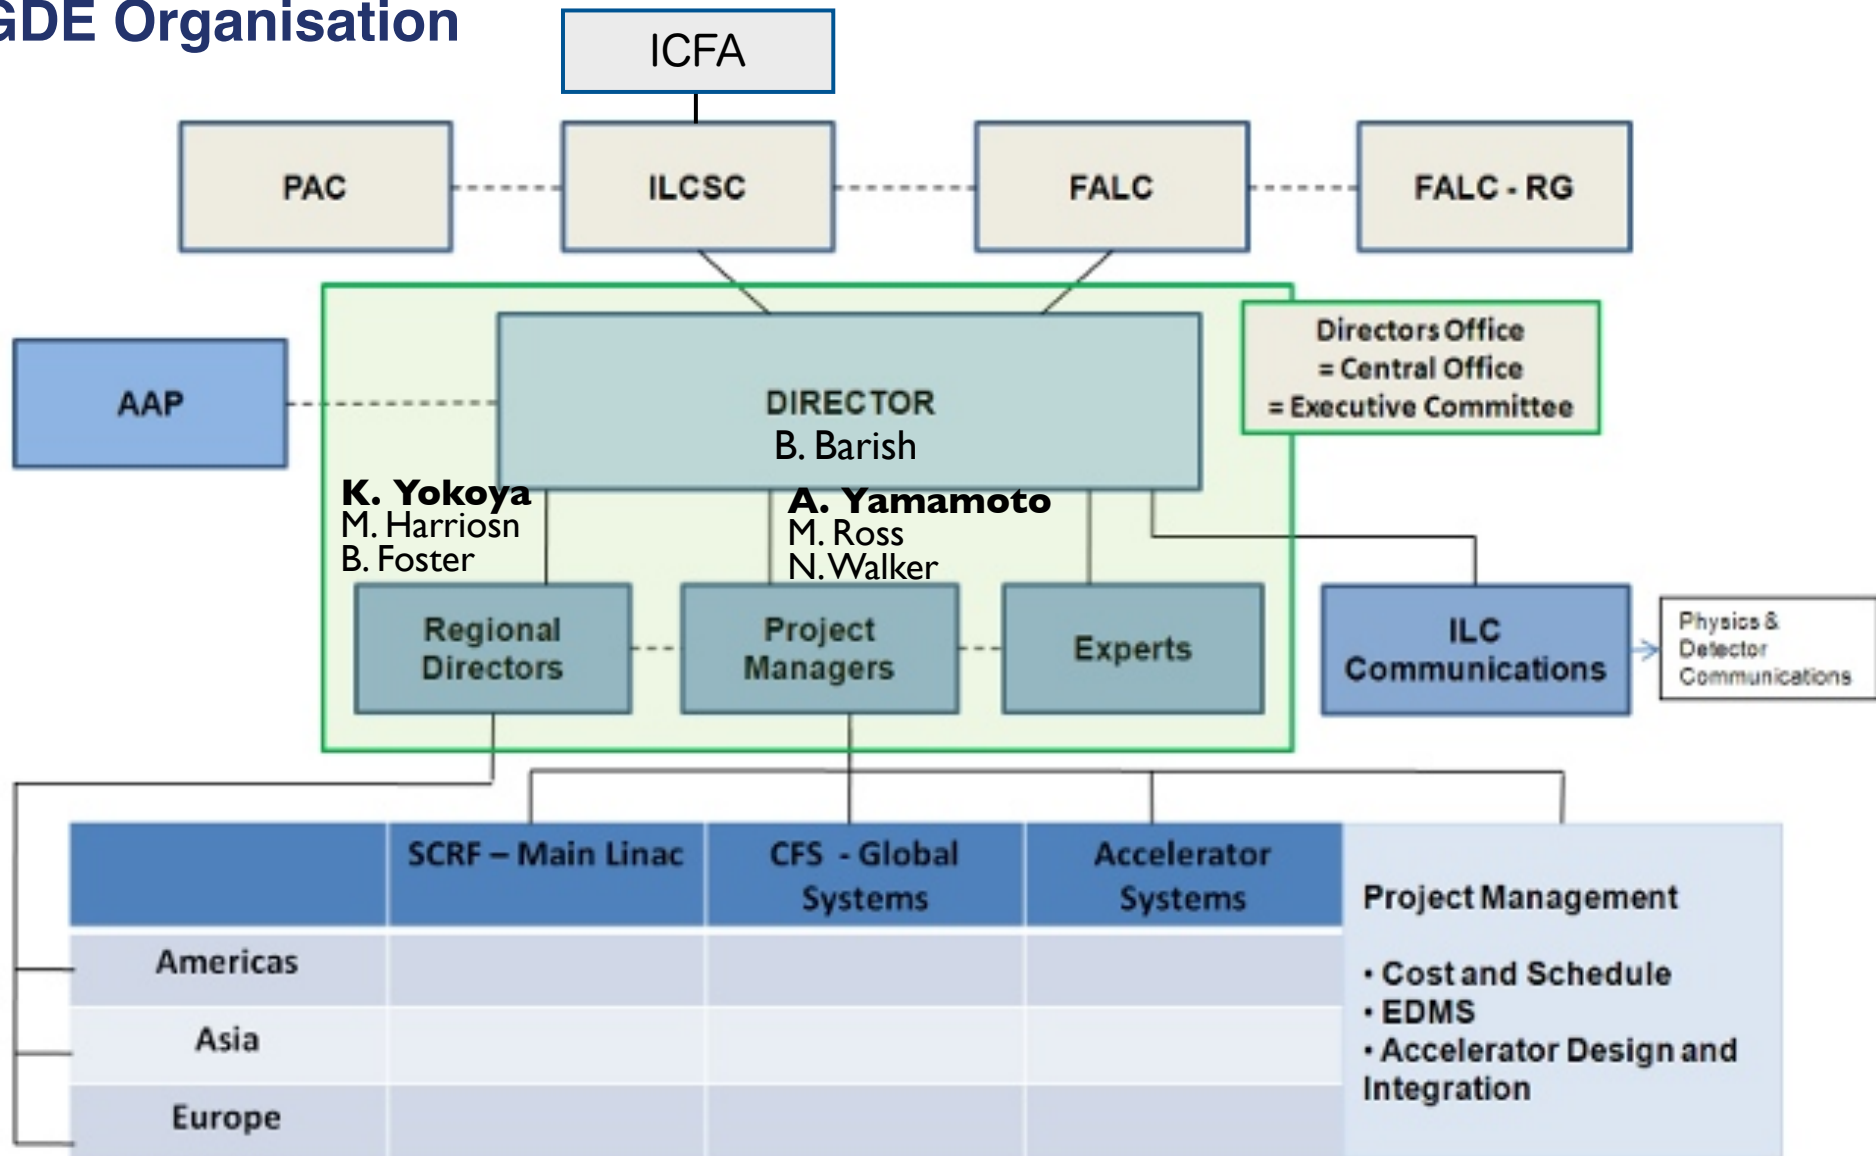 GDE Organisation
ICFA
PAC
ILCSC
FALC
FALC - RG
Directors Office
= Central Office
= Executive Committee
AAP
DIRECTOR
B. Barish
K. Yokoya
M. Harriosn
B. Foster
A. Yamamoto
M. Ross
N. Walker
Regional
Directors
Project
Managers
Experts
ILC
Communications
Physics &
Detector
Communications
SCRF – Main Linac
CFS - Global
Systems
Accelerator
Systems
Project Management
• Cost and Schedule
• EDMS
• Accelerator Design and
Integration
Americas
Asia
Europe